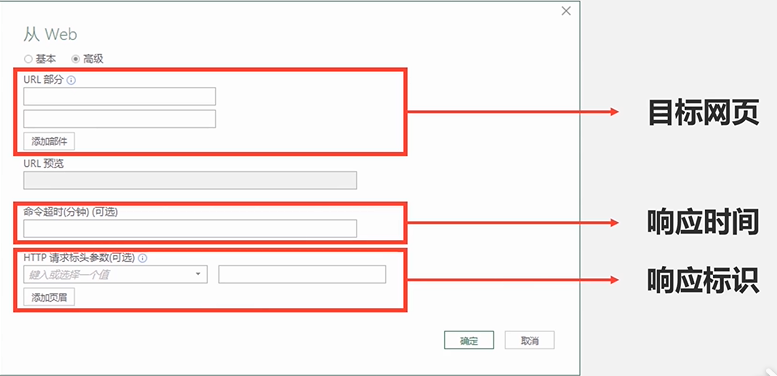 从 Web
基本 高级
URL 部分
添加邮件
URL 预览
命令超时(分钟) (可选)
HTTP 请求标头参数(可选)
键入或选择一个值
添加页眉
确定 取消
目标网页
响应时间
响应标识